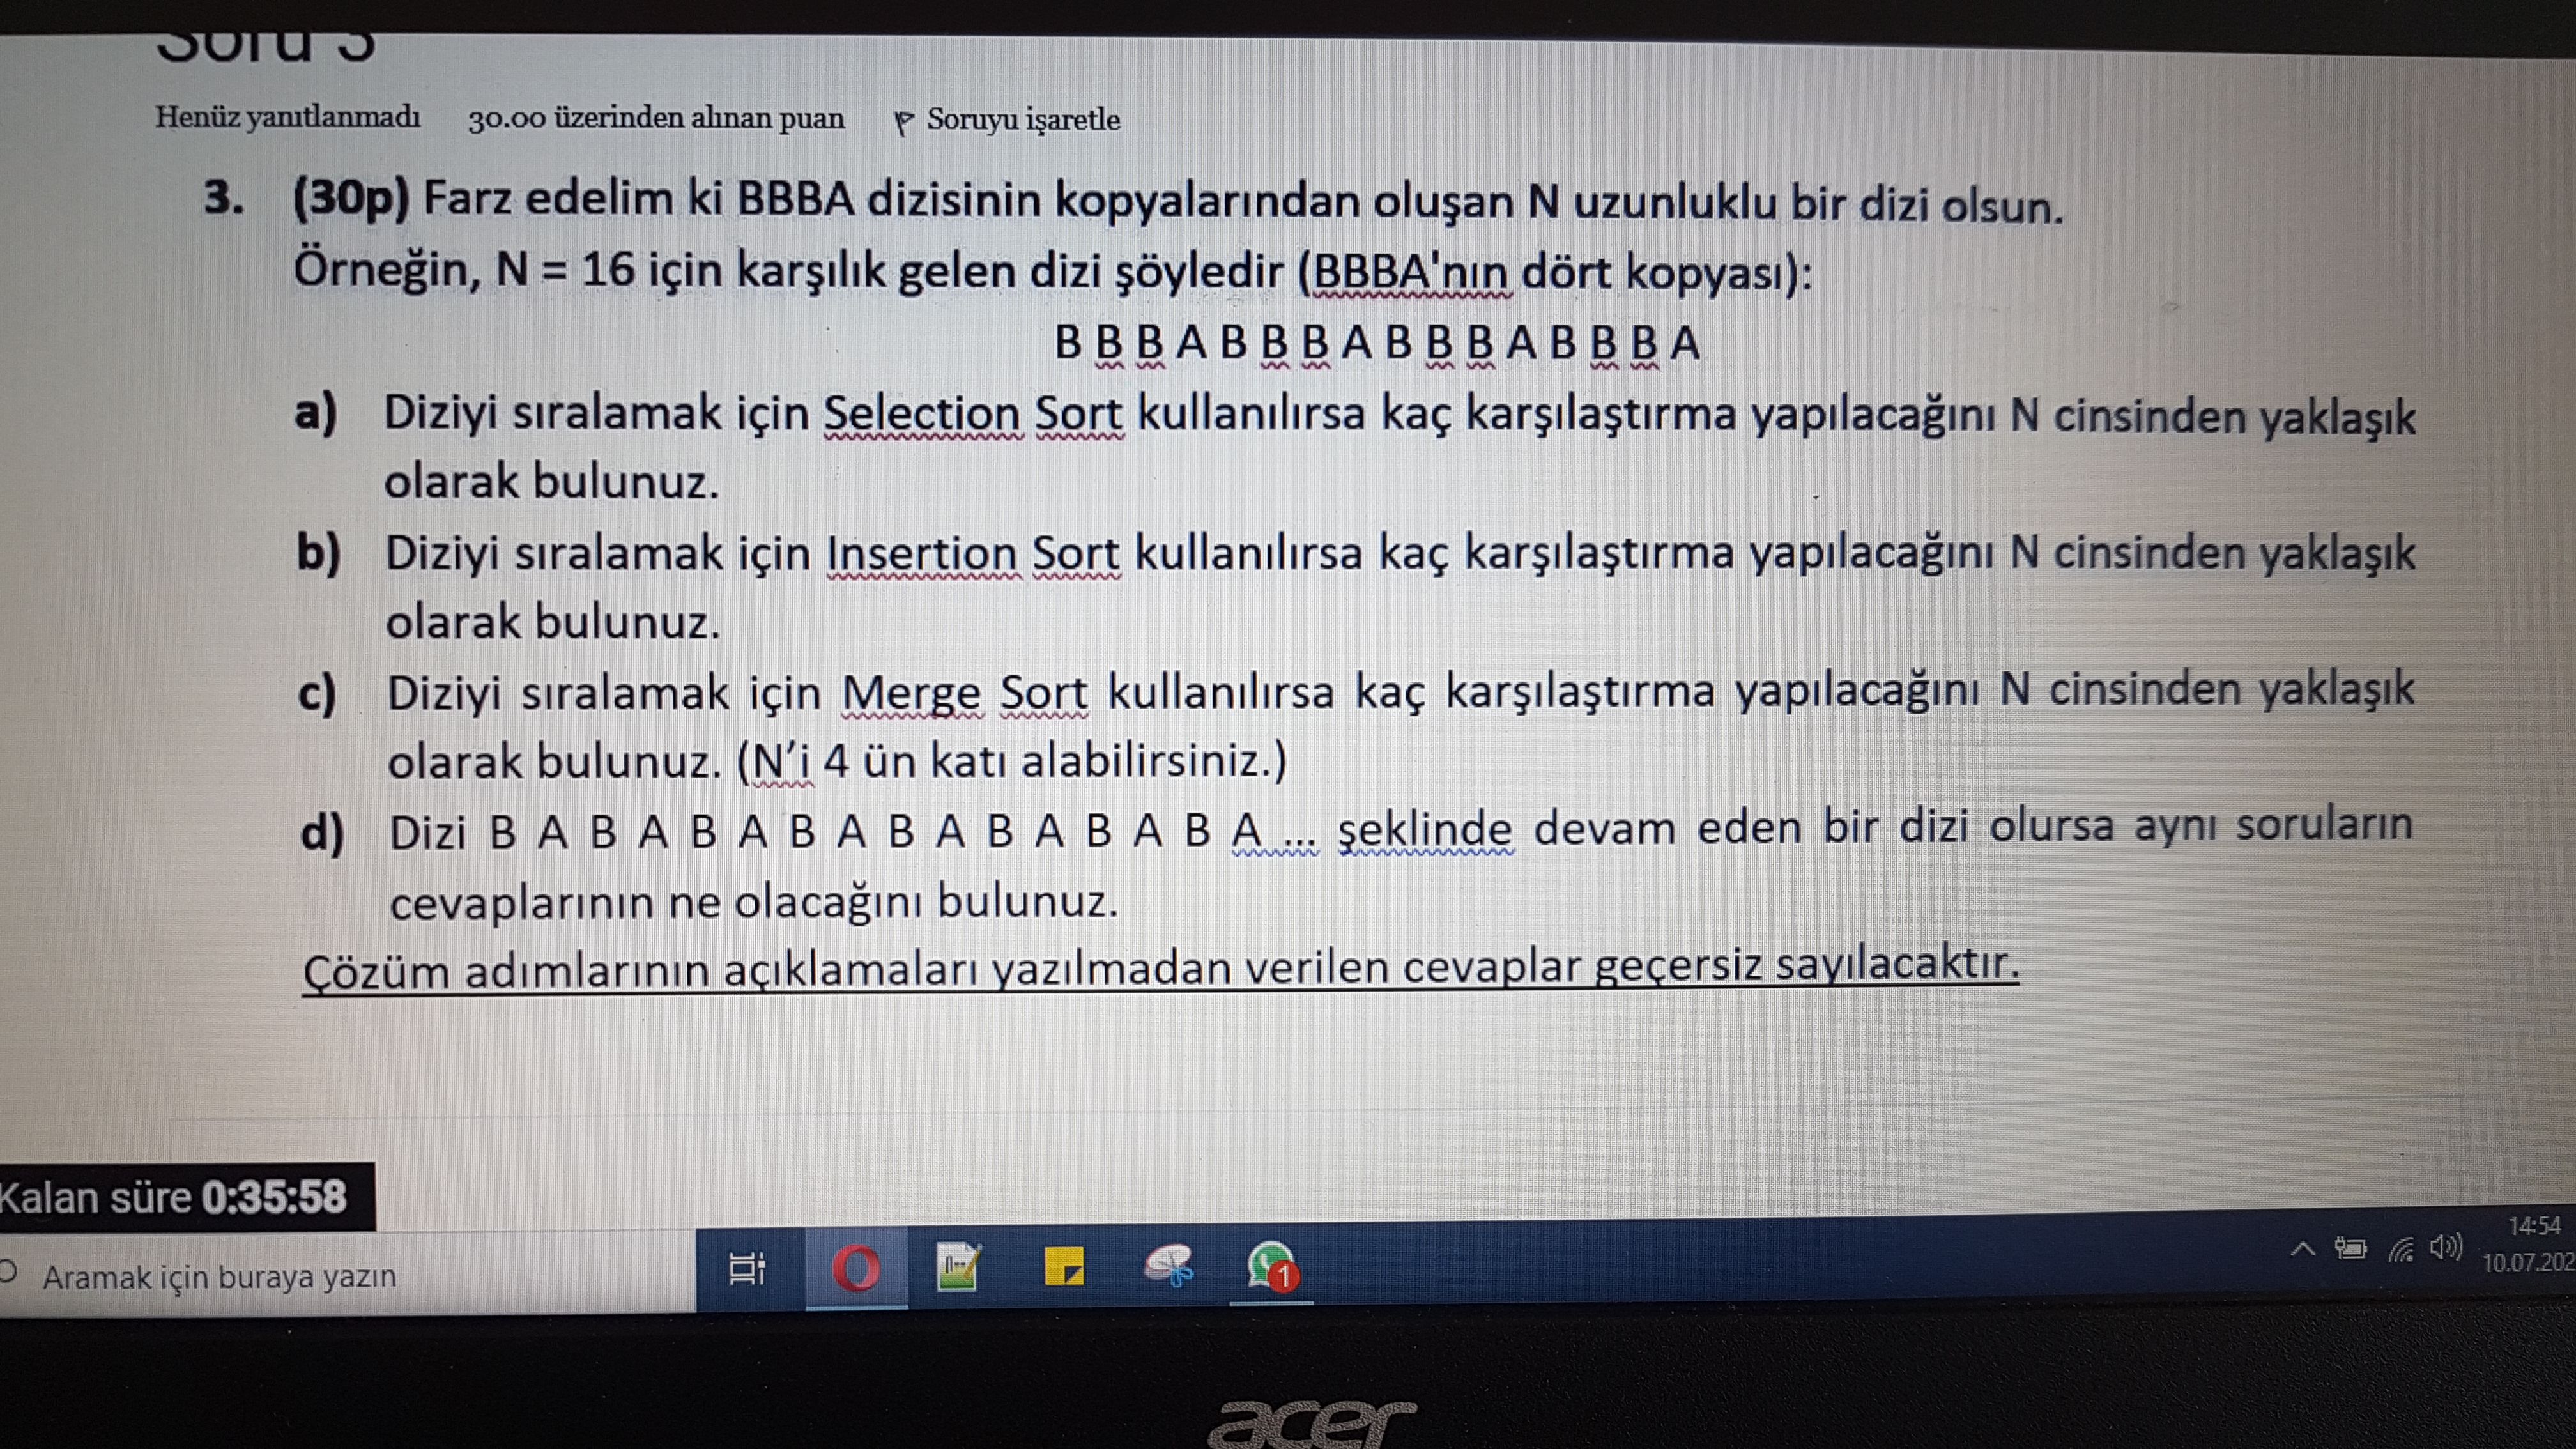 Soru 3
Henüz yanıtlanmadı 30.00 üzerinden alınan puan Soruyu işaretle
3. (30p) Farz edelim ki BBBA dizisinin kopyalarından oluşan N uzunluklu bir dizi olsun.
Örneğin, N = 16 için karşılık gelen dizi şöyledir (BBBA'nın dört kopyası):
B B B A B B B A B B B A B B B A
a) Diziyi sıralamak için Selection Sort kullanılırsa kaç karşılaştırma yapılacağını N cinsinden yaklaşık
olarak bulunuz.
b) Diziyi sıralamak için Insertion Sort kullanılırsa kaç karşılaştırma yapılacağını N cinsinden yaklaşık
olarak bulunuz.
c) Diziyi sıralamak için Merge Sort kullanılırsa kaç karşılaştırma yapılacağını N cinsinden yaklaşık
olarak bulunuz. (N’i 4 ün katı alabilirsiniz.)
d) Dizi B A B A B A B A B A B A B A B A ... şeklinde devam eden bir dizi olursa aynı soruların
cevaplarının ne olacağını bulunuz.
Çözüm adımlarının açıklamaları yazılmadan verilen cevaplar geçersiz sayılacaktır.
Kalan süre 0:35:58
Aramak için buraya yazın
1
14:54
10.07.202
acer